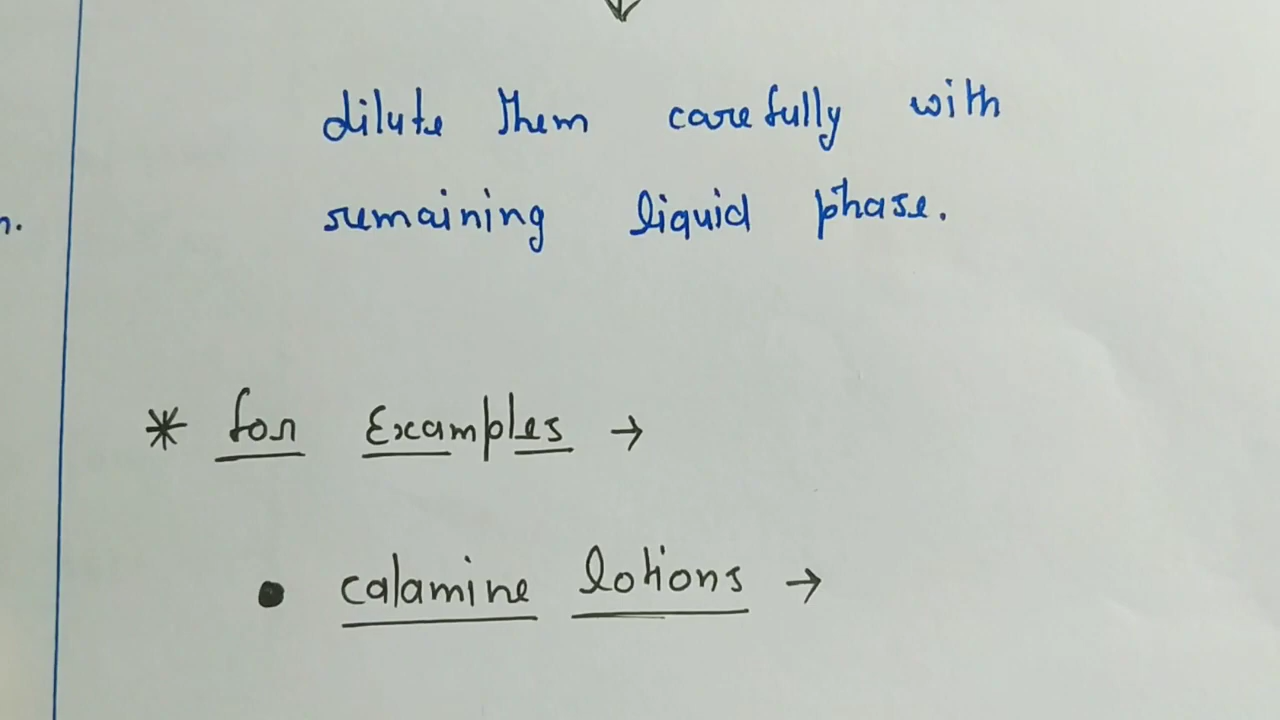 dilute them carefully with
n.
remaining liquid phase.
* for Examples →
• calamine lotions →